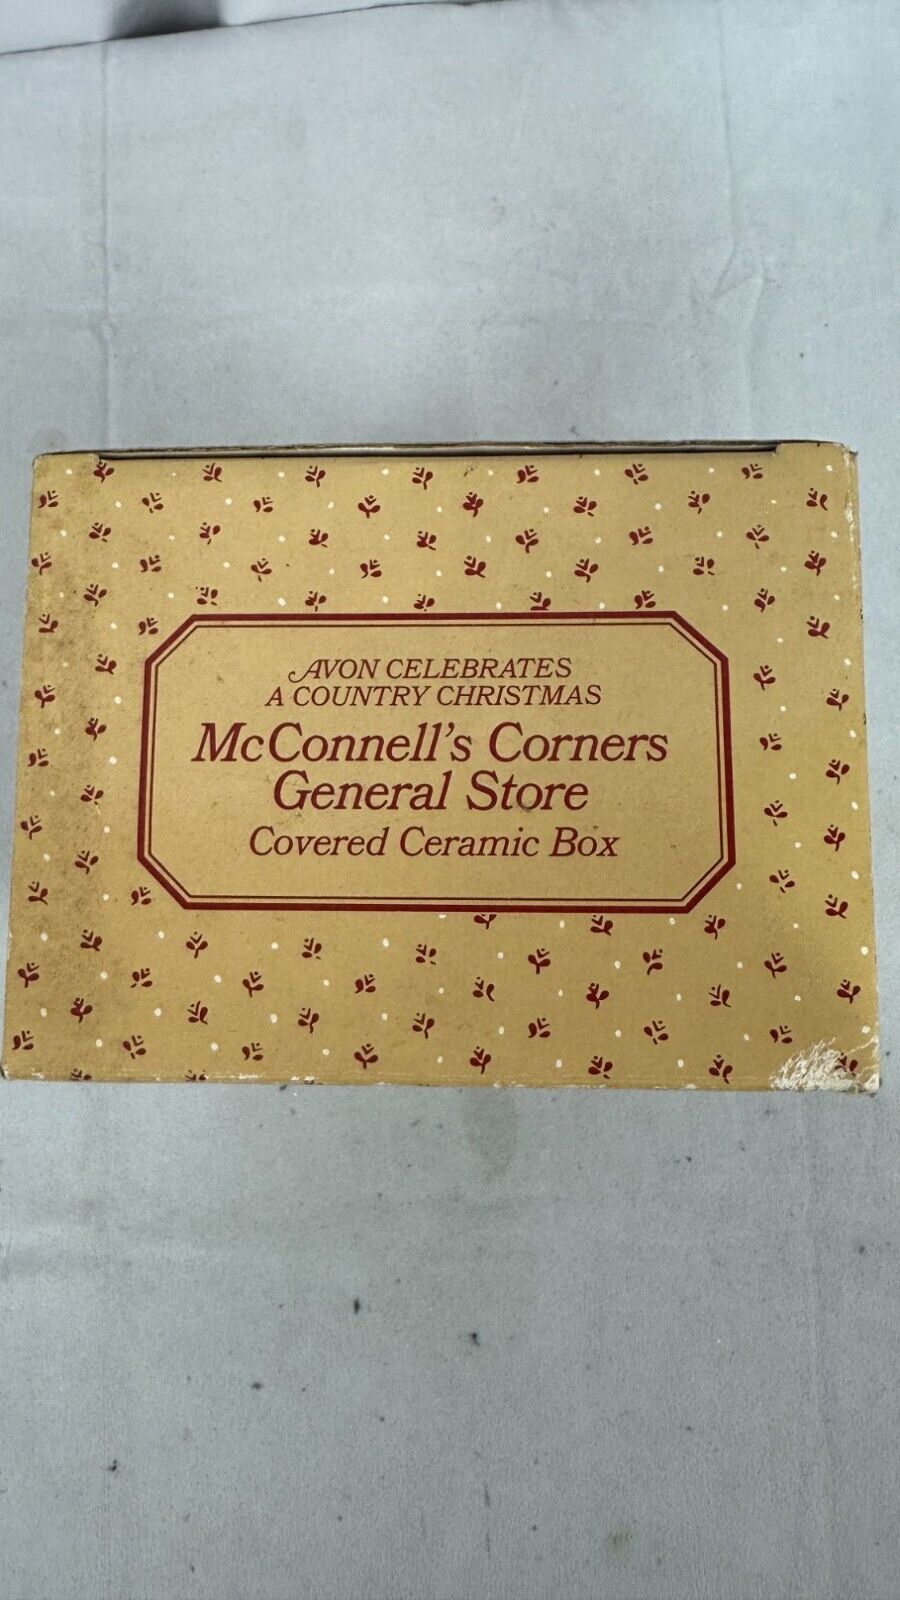 AVON CELEBRATES
A COUNTRY CHRISTMAS
McConnell's Corners
General Store
Covered Ceramic Box